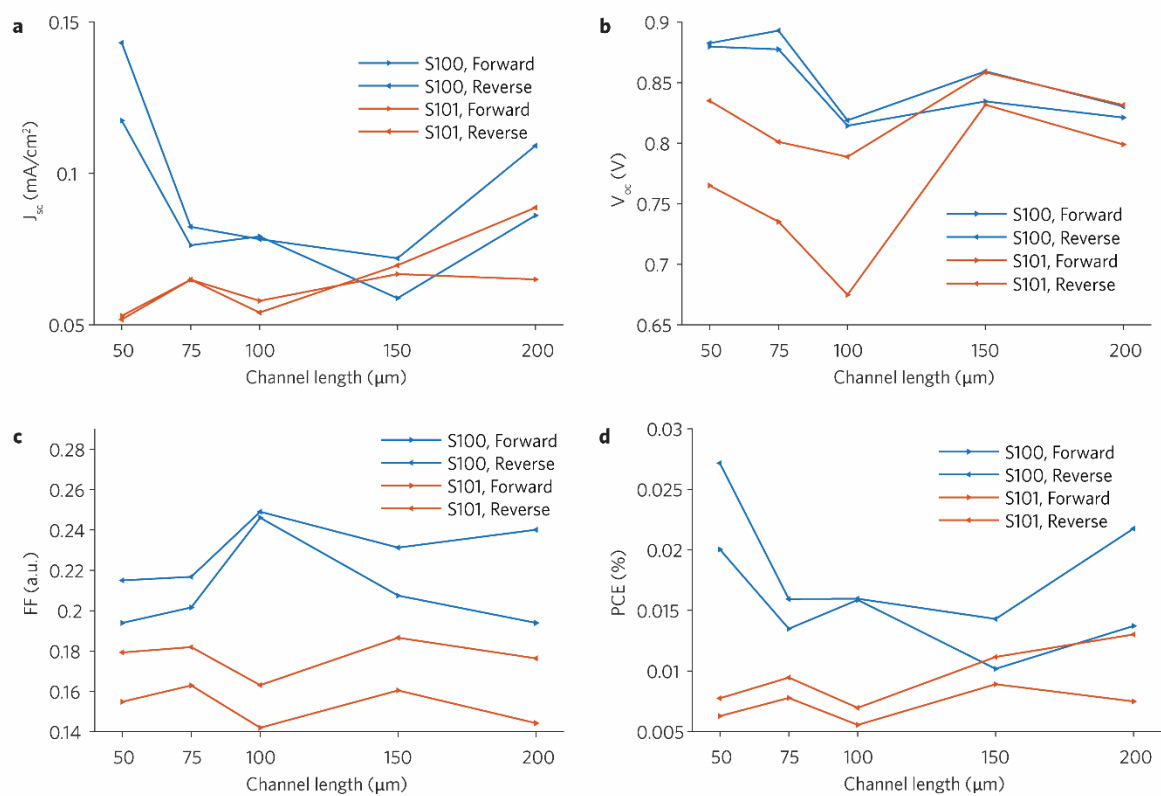 a
0.15
0.1
0.05
J_sc (mA/cm²)
S100, Forward
S100, Reverse
S101, Forward
S101, Reverse
50 75 100 150 200
Channel length (μm)
b
0.9
0.85
0.8
0.75
0.7
0.65
V_oc (V)
S100, Forward
S100, Reverse
S101, Forward
S101, Reverse
50 75 100 150 200
Channel length (μm)
c
0.28
0.26
0.24
0.22
0.2
0.18
0.16
0.14
FF (a.u.)
S100, Forward
S100, Reverse
S101, Forward
S101, Reverse
50 75 100 150 200
Channel length (μm)
d
0.03
0.025
0.02
0.015
0.01
0.005
PCE (%)
S100, Forward
S100, Reverse
S101, Forward
S101, Reverse
50 75 100 150 200
Channel length (μm)